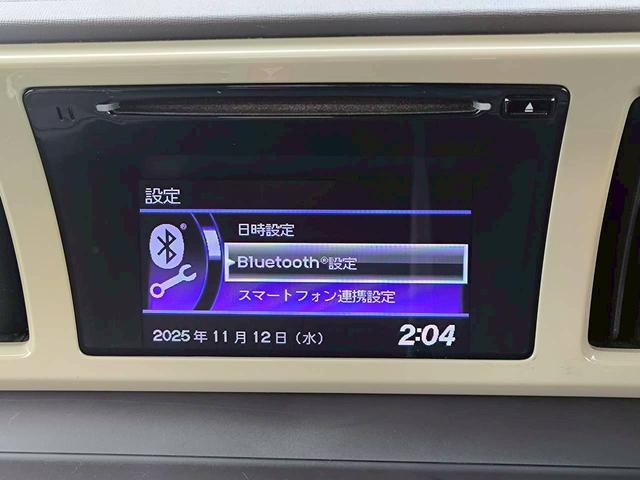 設定
日時設定
Bluetooth®設定
スマートフォン連携設定
2025年11月12日（水） 2:04